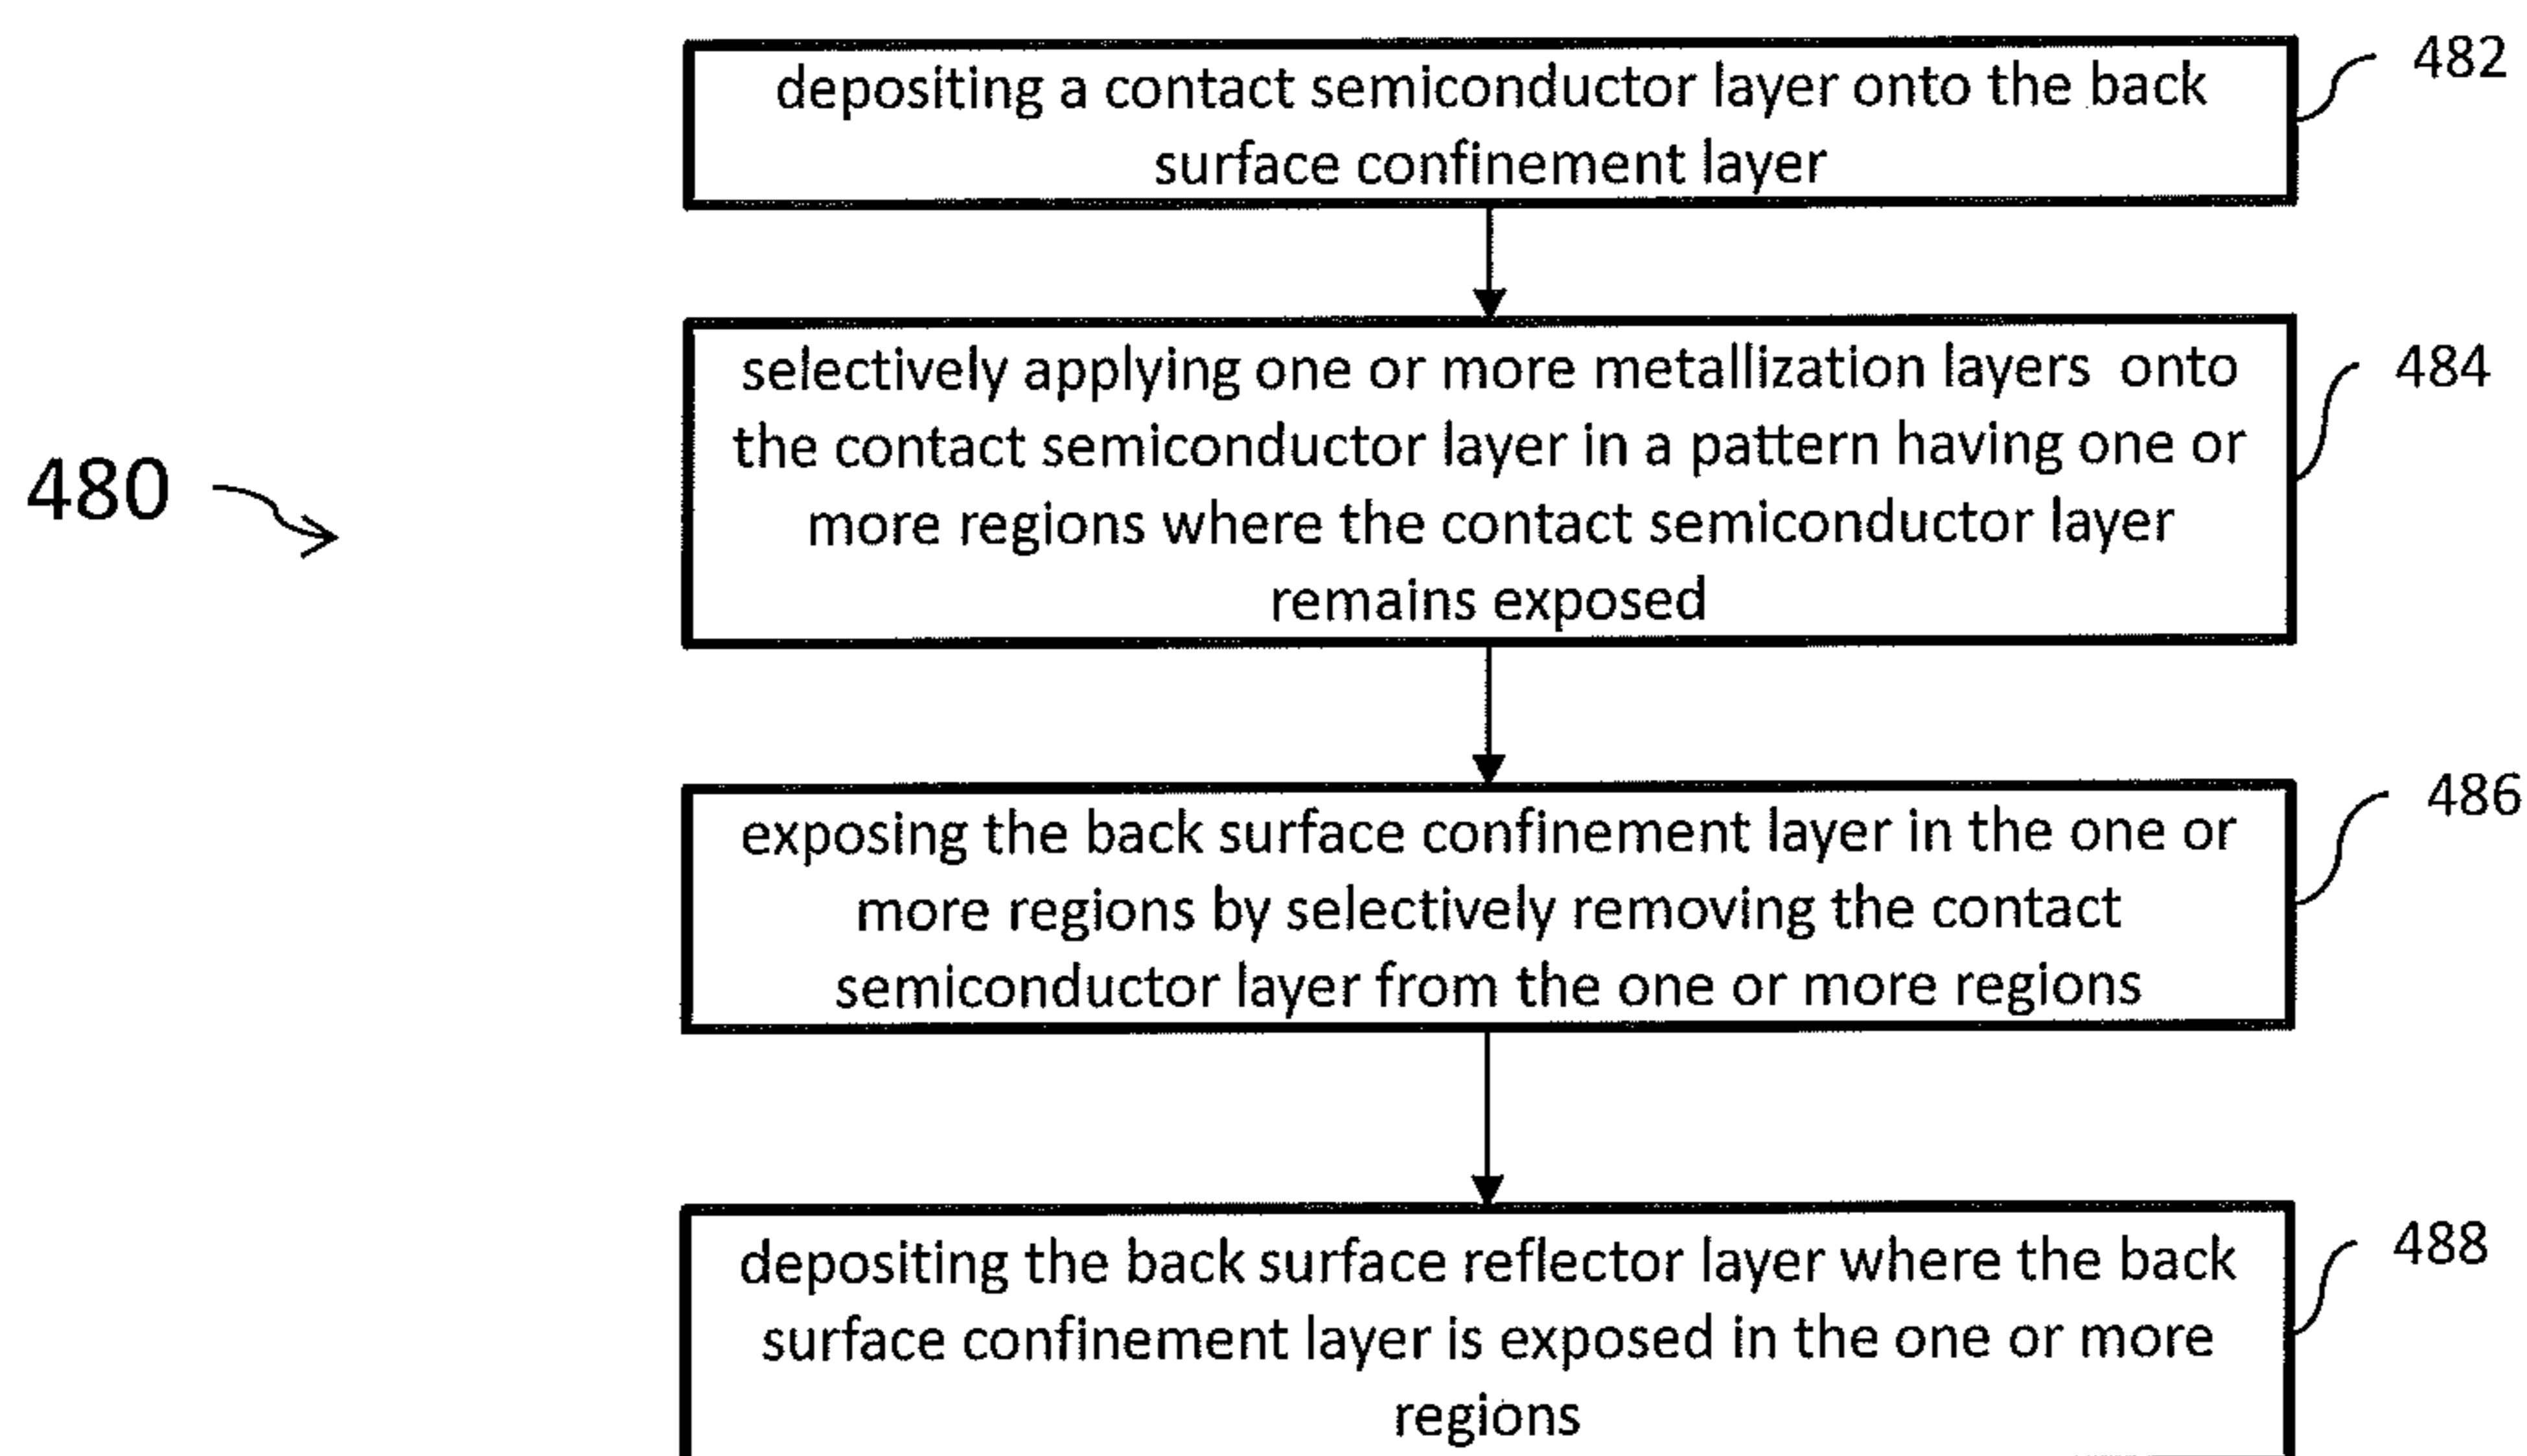 depositing a contact semiconductor layer onto the back
surface confinement layer
482
selectively applying one or more metallization layers onto
the contact semiconductor layer in a pattern having one or
more regions where the contact semiconductor layer
remains exposed
484
480
exposing the back surface confinement layer in the one or
more regions by selectively removing the contact
semiconductor layer from the one or more regions
486
depositing the back surface reflector layer where the back
surface confinement layer is exposed in the one or more
regions
488